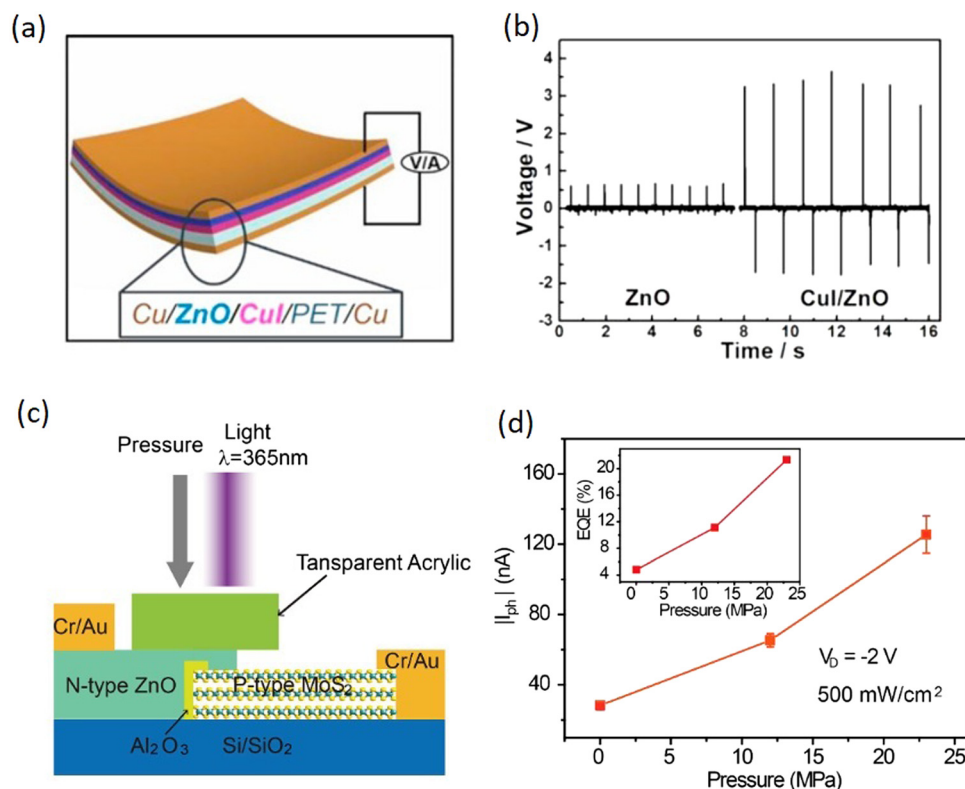 (a)
V/A
Cu/ZnO/CuI/PET/Cu
(b)
Voltage / V
4
3
2
1
0
-1
-2
-3
ZnO
CuI/ZnO
0 2 4 6 8 10 12 14 16
Time / s
(c)
Pressure
Light
λ=365nm
Tansparent Acrylic
Cr/Au
Cr/Au
N-type ZnO
P-type MoS₂
Al₂O₃
Si/SiO₂
(d)
|Iₚₕ| (nA)
160
120
80
40
EQE (%)
20
16
12
8
4
0 5 10 15 20 25
Pressure (MPa)
V_D = -2 V
500 mW/cm²
0 5 10 15 20 25
Pressure (MPa)